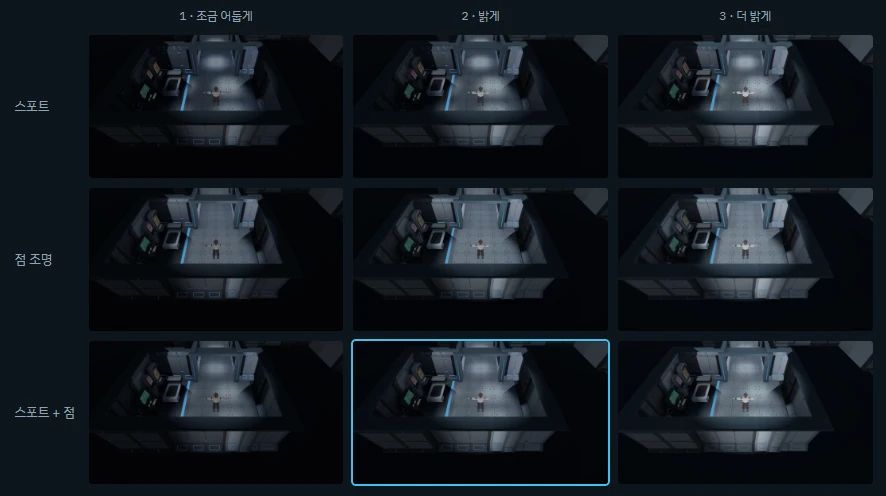 1 · 조금 어둡게
2 · 밝게
3 · 더 밝게
스포트
점 조명
스포트 + 점